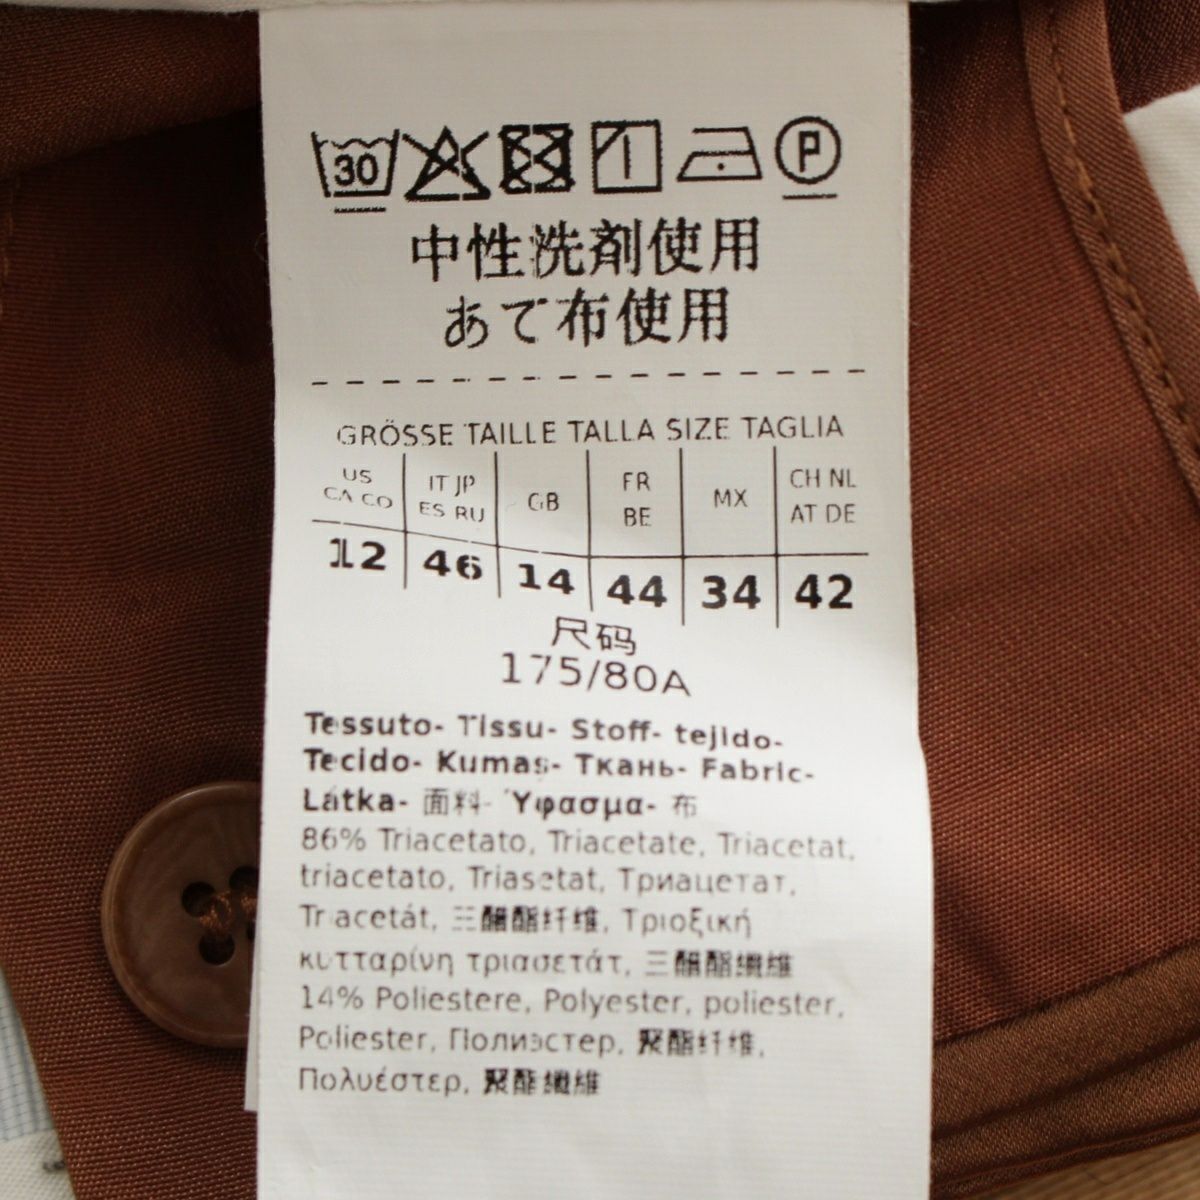 30 P
中性洗剤使用
あて布使用
GRÖSSE TAILLE TALLA SIZE TAGLIA
US CA CO IT JP ES RU GB FR BE MX CH NL AT DE
12 46 14 44 34 42
尺码
175/80A
Tessuto- Tissu- Stoff- tejido-
Tecido- Kumas- Ткань- Fabric-
Látka- 面料- Ύφασμα- 布
86% Triacetato, Triacetate, Triacetat,
triacetato, Triasetat, Триацетат,
Triacetát, 三醋酯纤维, Τριοξική
κυτταρίνη τριασετάτ, 三醋酯纖維
14% Poliestere, Polyester, poliester,
Poliester, Полиэстер, 聚酯纤维,
Πολυέστερ, 聚酯纖維